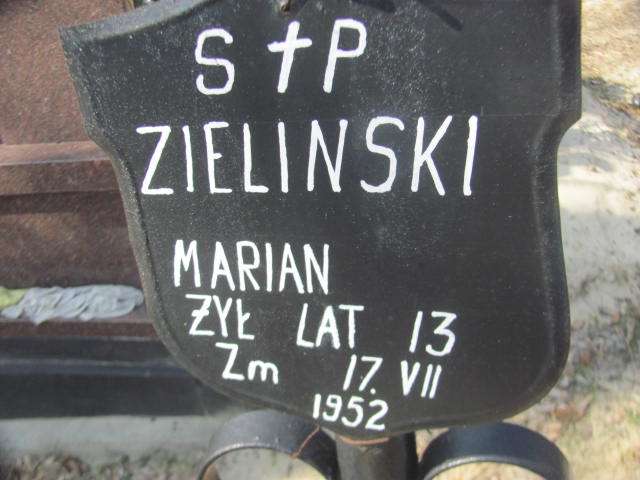 S † P
ZIELINSKI
MARIAN
ŻYŁ LAT 13
Zm 17. VII
1952